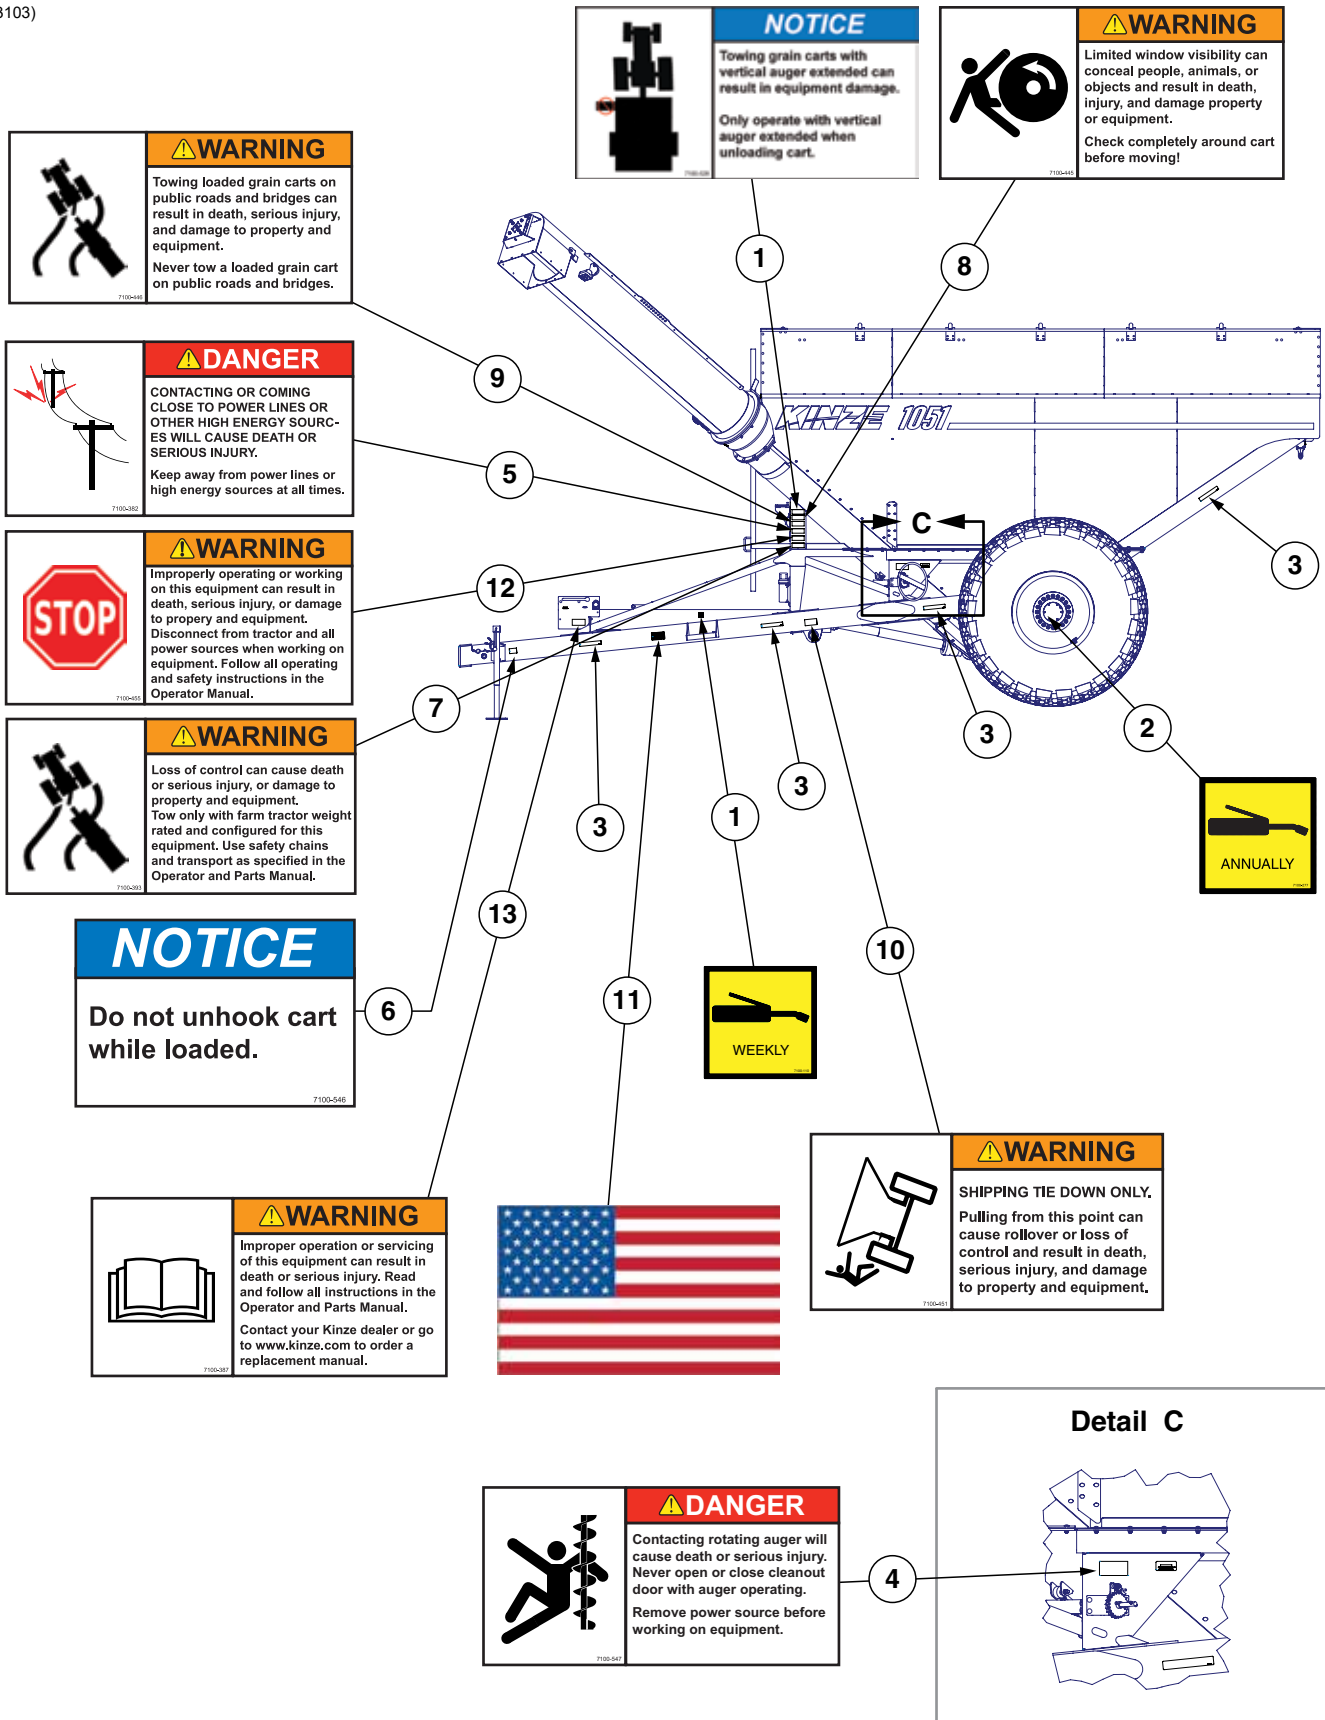 3103)
NOTICE
Towing grain carts with
vertical auger extended can
result in equipment damage.
Only operate with vertical
auger extended when
unloading cart.
WARNING
Limited window visibility can
conceal people, animals, or
objects and result in death,
injury, and damage property
or equipment.
Check completely around cart
before moving!
7100-445
WARNING
Towing loaded grain carts on
public roads and bridges can
result in death, serious injury,
and damage to property and
equipment.
Never tow a loaded grain cart
on public roads and bridges.
7100-446
1
8
9
DANGER
CONTACTING OR COMING
CLOSE TO POWER LINES OR
OTHER HIGH ENERGY SOURC-
ES WILL CAUSE DEATH OR
SERIOUS INJURY.
Keep away from power lines or
high energy sources at all times.
7100-382
5
KINZE 1051
C
3
STOP
WARNING
Improperly operating or working
on this equipment can result in
death, serious injury, or damage
to propery and equipment.
Disconnect from tractor and all
power sources when working on
equipment. Follow all operating
and safety instructions in the
Operator Manual.
7100-455
12
7
WARNING
Loss of control can cause death
or serious injury, or damage to
property and equipment.
Tow only with farm tractor weight
rated and configured for this
equipment. Use safety chains
and transport as specified in the
Operator and Parts Manual.
7100-393
3
1
3
3
2
ANNUALLY
13
10
NOTICE
Do not unhook cart
while loaded.
7100-546
6
11
WEEKLY
WARNING
SHIPPING TIE DOWN ONLY.
Pulling from this point can
cause rollover or loss of
control and result in death,
serious injury, and damage
to property and equipment.
7100-451
WARNING
Improper operation or servicing
of this equipment can result in
death or serious injury. Read
and follow all instructions in the
Operator and Parts Manual.
Contact your Kinze dealer or go
to www.kinze.com to order a
replacement manual.
7100-387
Detail C
DANGER
Contacting rotating auger will
cause death or serious injury.
Never open or close cleanout
door with auger operating.
Remove power source before
working on equipment.
7100-547
4